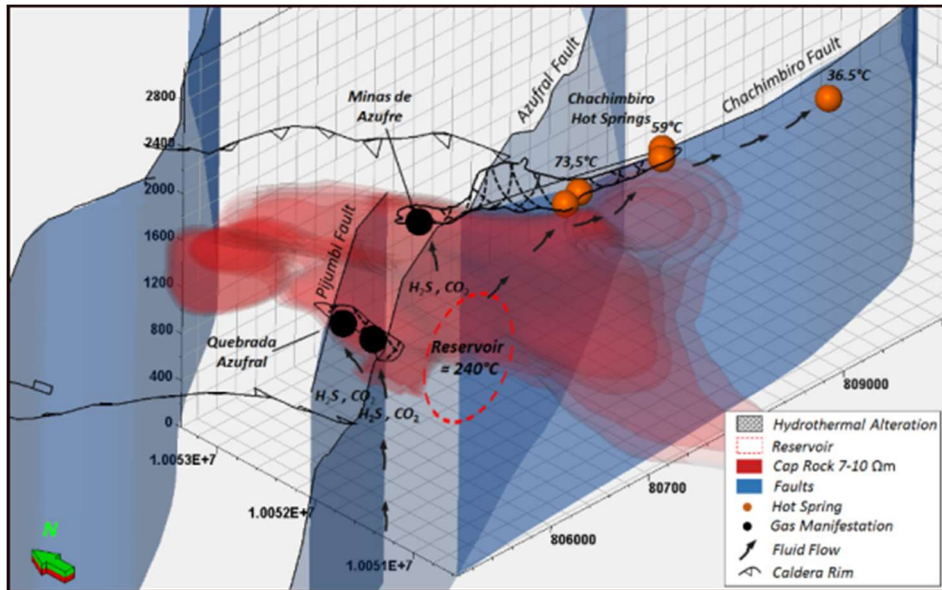 2800
2400
2000
1600
1200
800
400
0
Minas de
Azufre
Azufral Fault
Chachimbiro
Hot Springs
Chachimbiro Fault
36.5°C
59°C
73,5°C
Pijumbi Fault
H₂S , CO₂
Quebrada
Azufral
Reservoir
= 240°C
H₂S , CO₂
H₂S , CO₂
1.0053E+7
1.0052E+7
1.0051E+7
806000
80700
809000
N
Hydrothermal Alteration
Reservoir
Cap Rock 7-10 Ωm
Faults
Hot Spring
Gas Manifestation
Fluid Flow
Caldera Rim